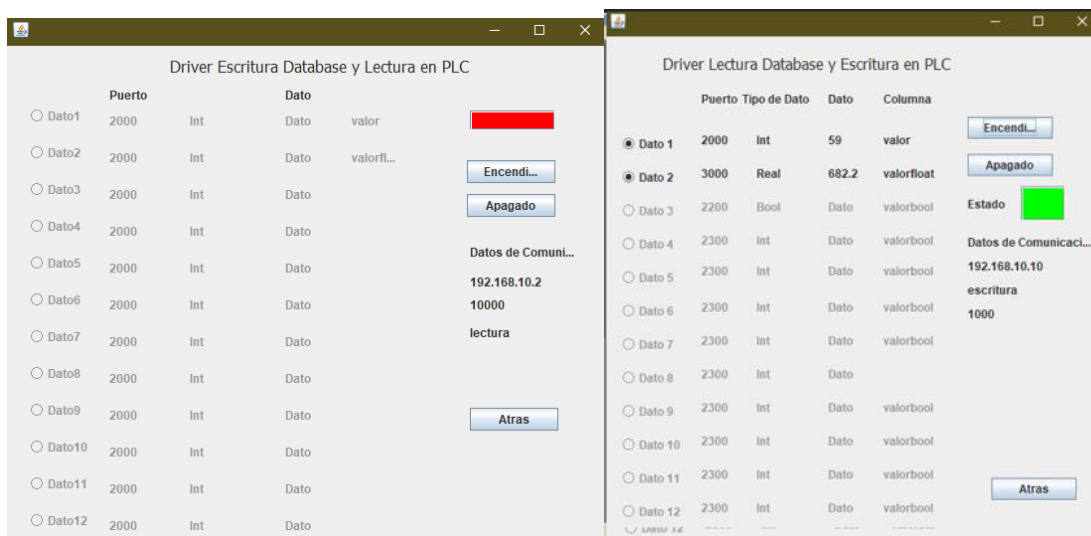 Driver Escritura Database y Lectura en PLC
Puerto Dato
Dato1 2000 Int Dato valor
Dato2 2000 Int Dato valorfl...
Dato3 2000 Int Dato
Dato4 2000 Int Dato
Dato5 2000 Int Dato
Dato6 2000 Int Dato
Dato7 2000 Int Dato
Dato8 2000 Int Dato
Dato9 2000 Int Dato
Dato10 2000 Int Dato
Dato11 2000 Int Dato
Dato12 2000 Int Dato
Encendi...
Apagado
Datos de Comuni...
192.168.10.2
10000
lectura
Atras
Driver Lectura Database y Escritura en PLC
Puerto Tipo de Dato Dato Columna
Dato 1 2000 Int 59 valor
Dato 2 3000 Real 682.2 valorfloat
Dato 3 2200 Bool Dato valorbool
Dato 4 2300 Int Dato valorbool
Dato 5 2300 Int Dato valorbool
Dato 6 2300 Int Dato valorbool
Dato 7 2300 Int Dato valorbool
Dato 8 2300 Int Dato
Dato 9 2300 Int Dato valorbool
Dato 10 2300 Int Dato valorbool
Dato 11 2300 Int Dato valorbool
Dato 12 2300 Int Dato valorbool
Encendi...
Apagado
Estado
Datos de Comunicaci...
192.168.10.10
escritura
1000
Atras